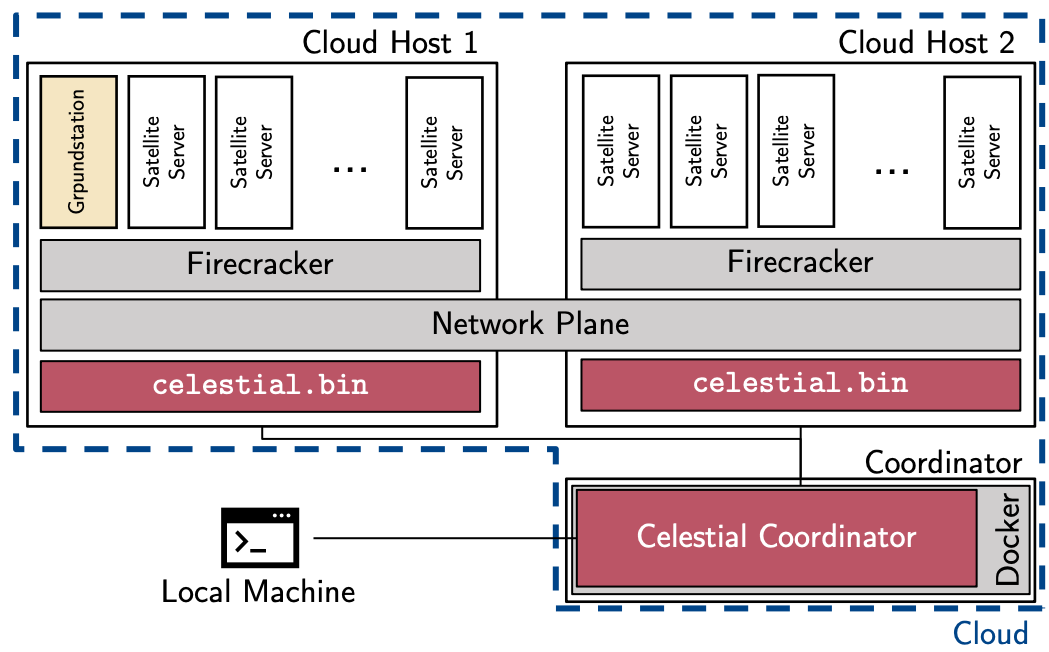 Cloud Host 1
Cloud Host 2
Grpundstation
Satellite
Server
Satellite
Server
...
Satellite
Server
Satellite
Server
Satellite
Server
Satellite
Server
...
Satellite
Server
Firecracker
Firecracker
Network Plane
celestial.bin
celestial.bin
Coordinator
Celestial Coordinator
Docker
>_
Local Machine
Cloud